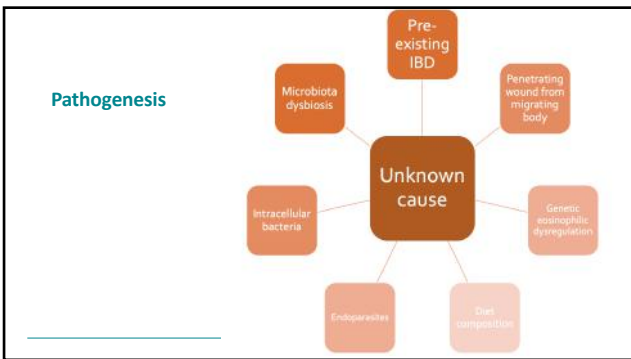 Pathogenesis
Pre-
existing
IBD
Penetrating
wound from
migrating
body
Genetic
eosinophilic
dysregulation
Diet
composition
Endoparasites
Intracellular
bacteria
Microbiota
dysbiosis
Unknown
cause